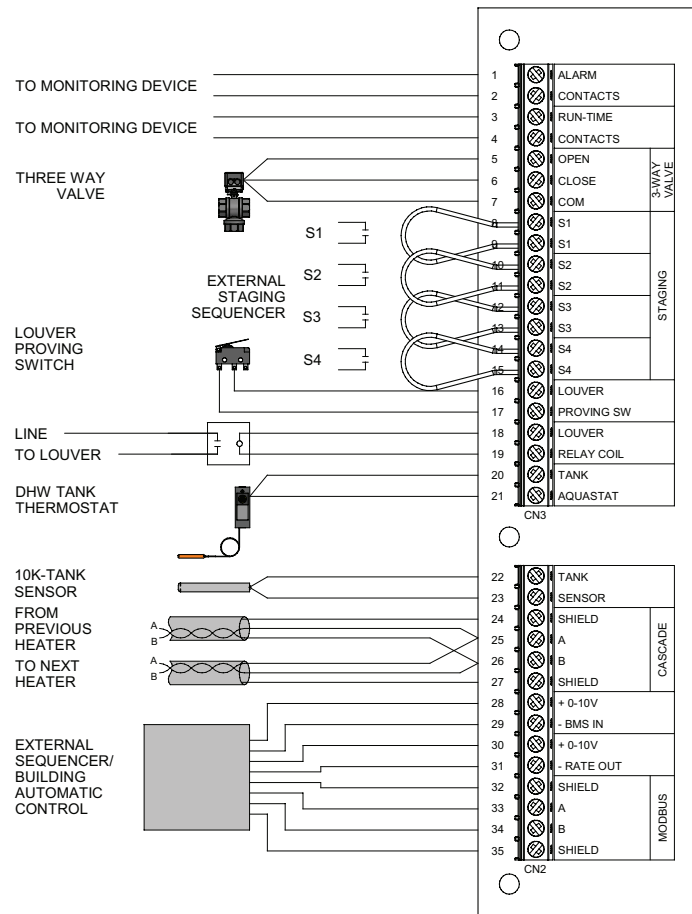 TO MONITORING DEVICE
TO MONITORING DEVICE
THREE WAY
VALVE
S1
S2
EXTERNAL
STAGING
SEQUENCER
S3
S4
LOUVER
PROVING
SWITCH
LINE
TO LOUVER
DHW TANK
THERMOSTAT
10K-TANK
SENSOR
FROM
PREVIOUS
HEATER
A
B
TO NEXT
HEATER
A
B
EXTERNAL
SEQUENCER/
BUILDING
AUTOMATIC
CONTROL
1 ALARM
2 CONTACTS
3 RUN-TIME
4 CONTACTS
5 OPEN
6 CLOSE
7 COM
3-WAY
VALVE
8 S1
9 S1
10 S2
11 S2
12 S3
13 S3
14 S4
15 S4
STAGING
16 LOUVER
17 PROVING SW
18 LOUVER
19 RELAY COIL
20 TANK
21 AQUASTAT
CN3
22 TANK
23 SENSOR
24 SHIELD
25 A
26 B
27 SHIELD
CASCADE
28 + 0-10V
29 - BMS IN
30 + 0-10V
31 - RATE OUT
32 SHIELD
33 A
34 B
35 SHIELD
MODBUS
CN2